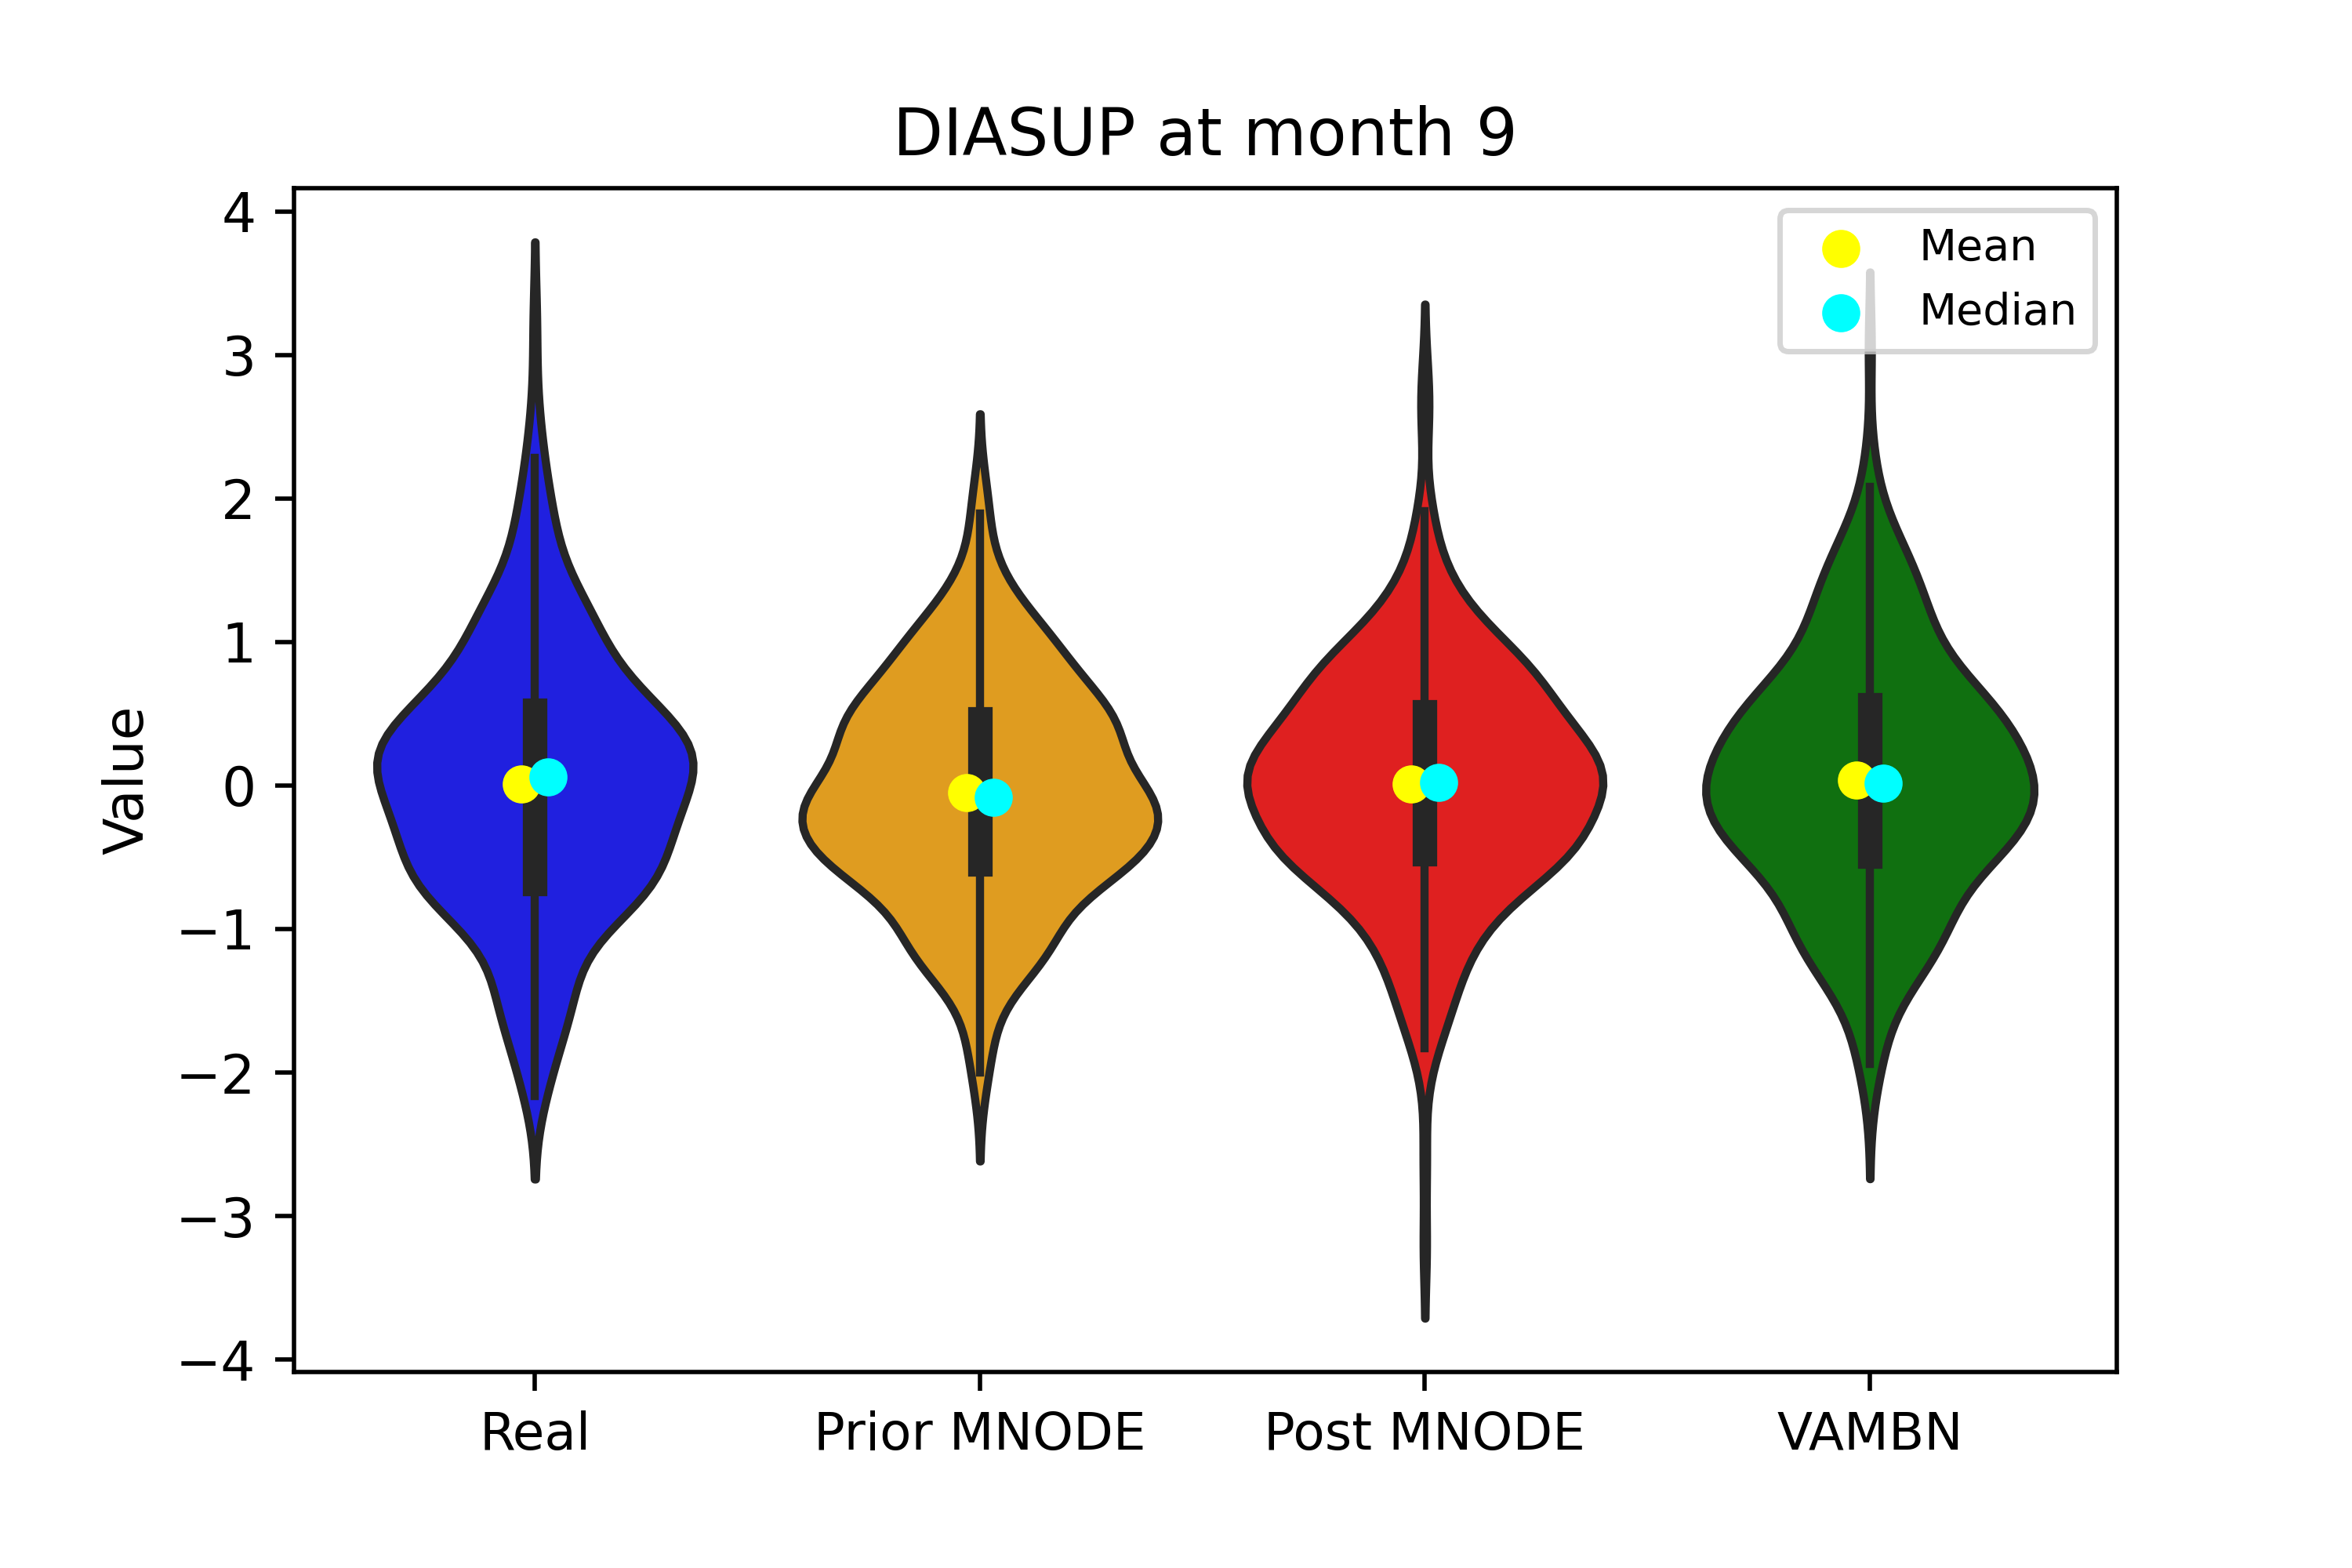 DIASUP at month 9
4
3
2
1
0
−1
−2
−3
−4
Value
Mean
Median
Real
Prior MNODE
Post MNODE
VAMBN